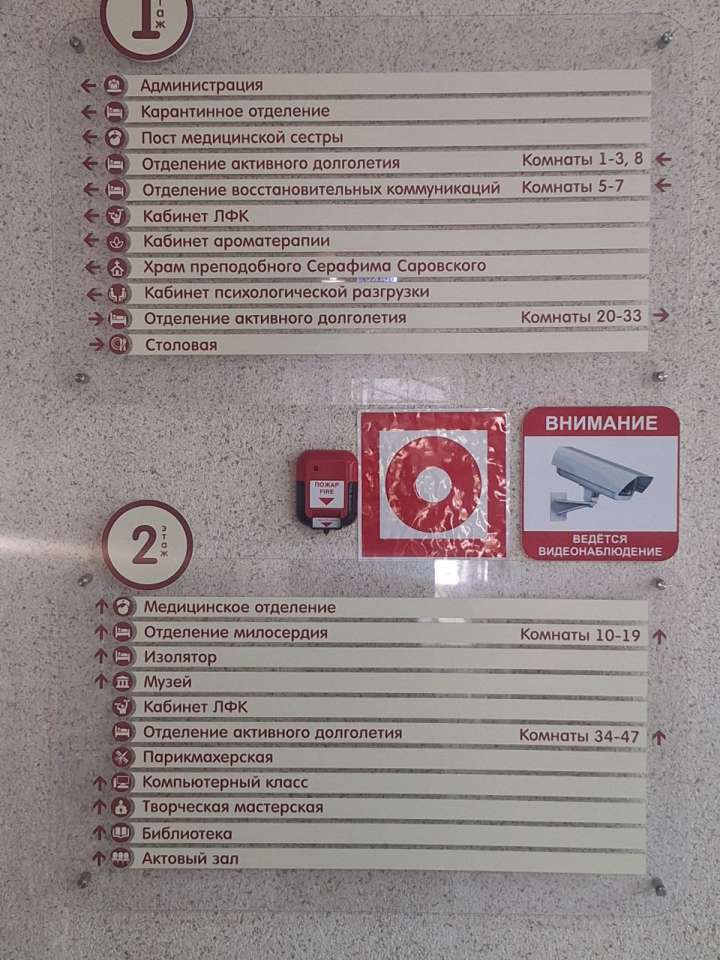 1 этаж
Администрация
Карантинное отделение
Пост медицинской сестры
Отделение активного долголетия Комнаты 1-3, 8
Отделение восстановительных коммуникаций Комнаты 5-7
Кабинет ЛФК
Кабинет ароматерапии
Храм преподобного Серафима Саровского
Кабинет психологической разгрузки
Отделение активного долголетия Комнаты 20-33
Столовая
ПОЖАР
FIRE
ВНИМАНИЕ
ВЕДЁТСЯ
ВИДЕОНАБЛЮДЕНИЕ
2 этаж
Медицинское отделение
Отделение милосердия Комнаты 10-19
Изолятор
Музей
Кабинет ЛФК
Отделение активного долголетия Комнаты 34-47
Парикмахерская
Компьютерный класс
Творческая мастерская
Библиотека
Актовый зал